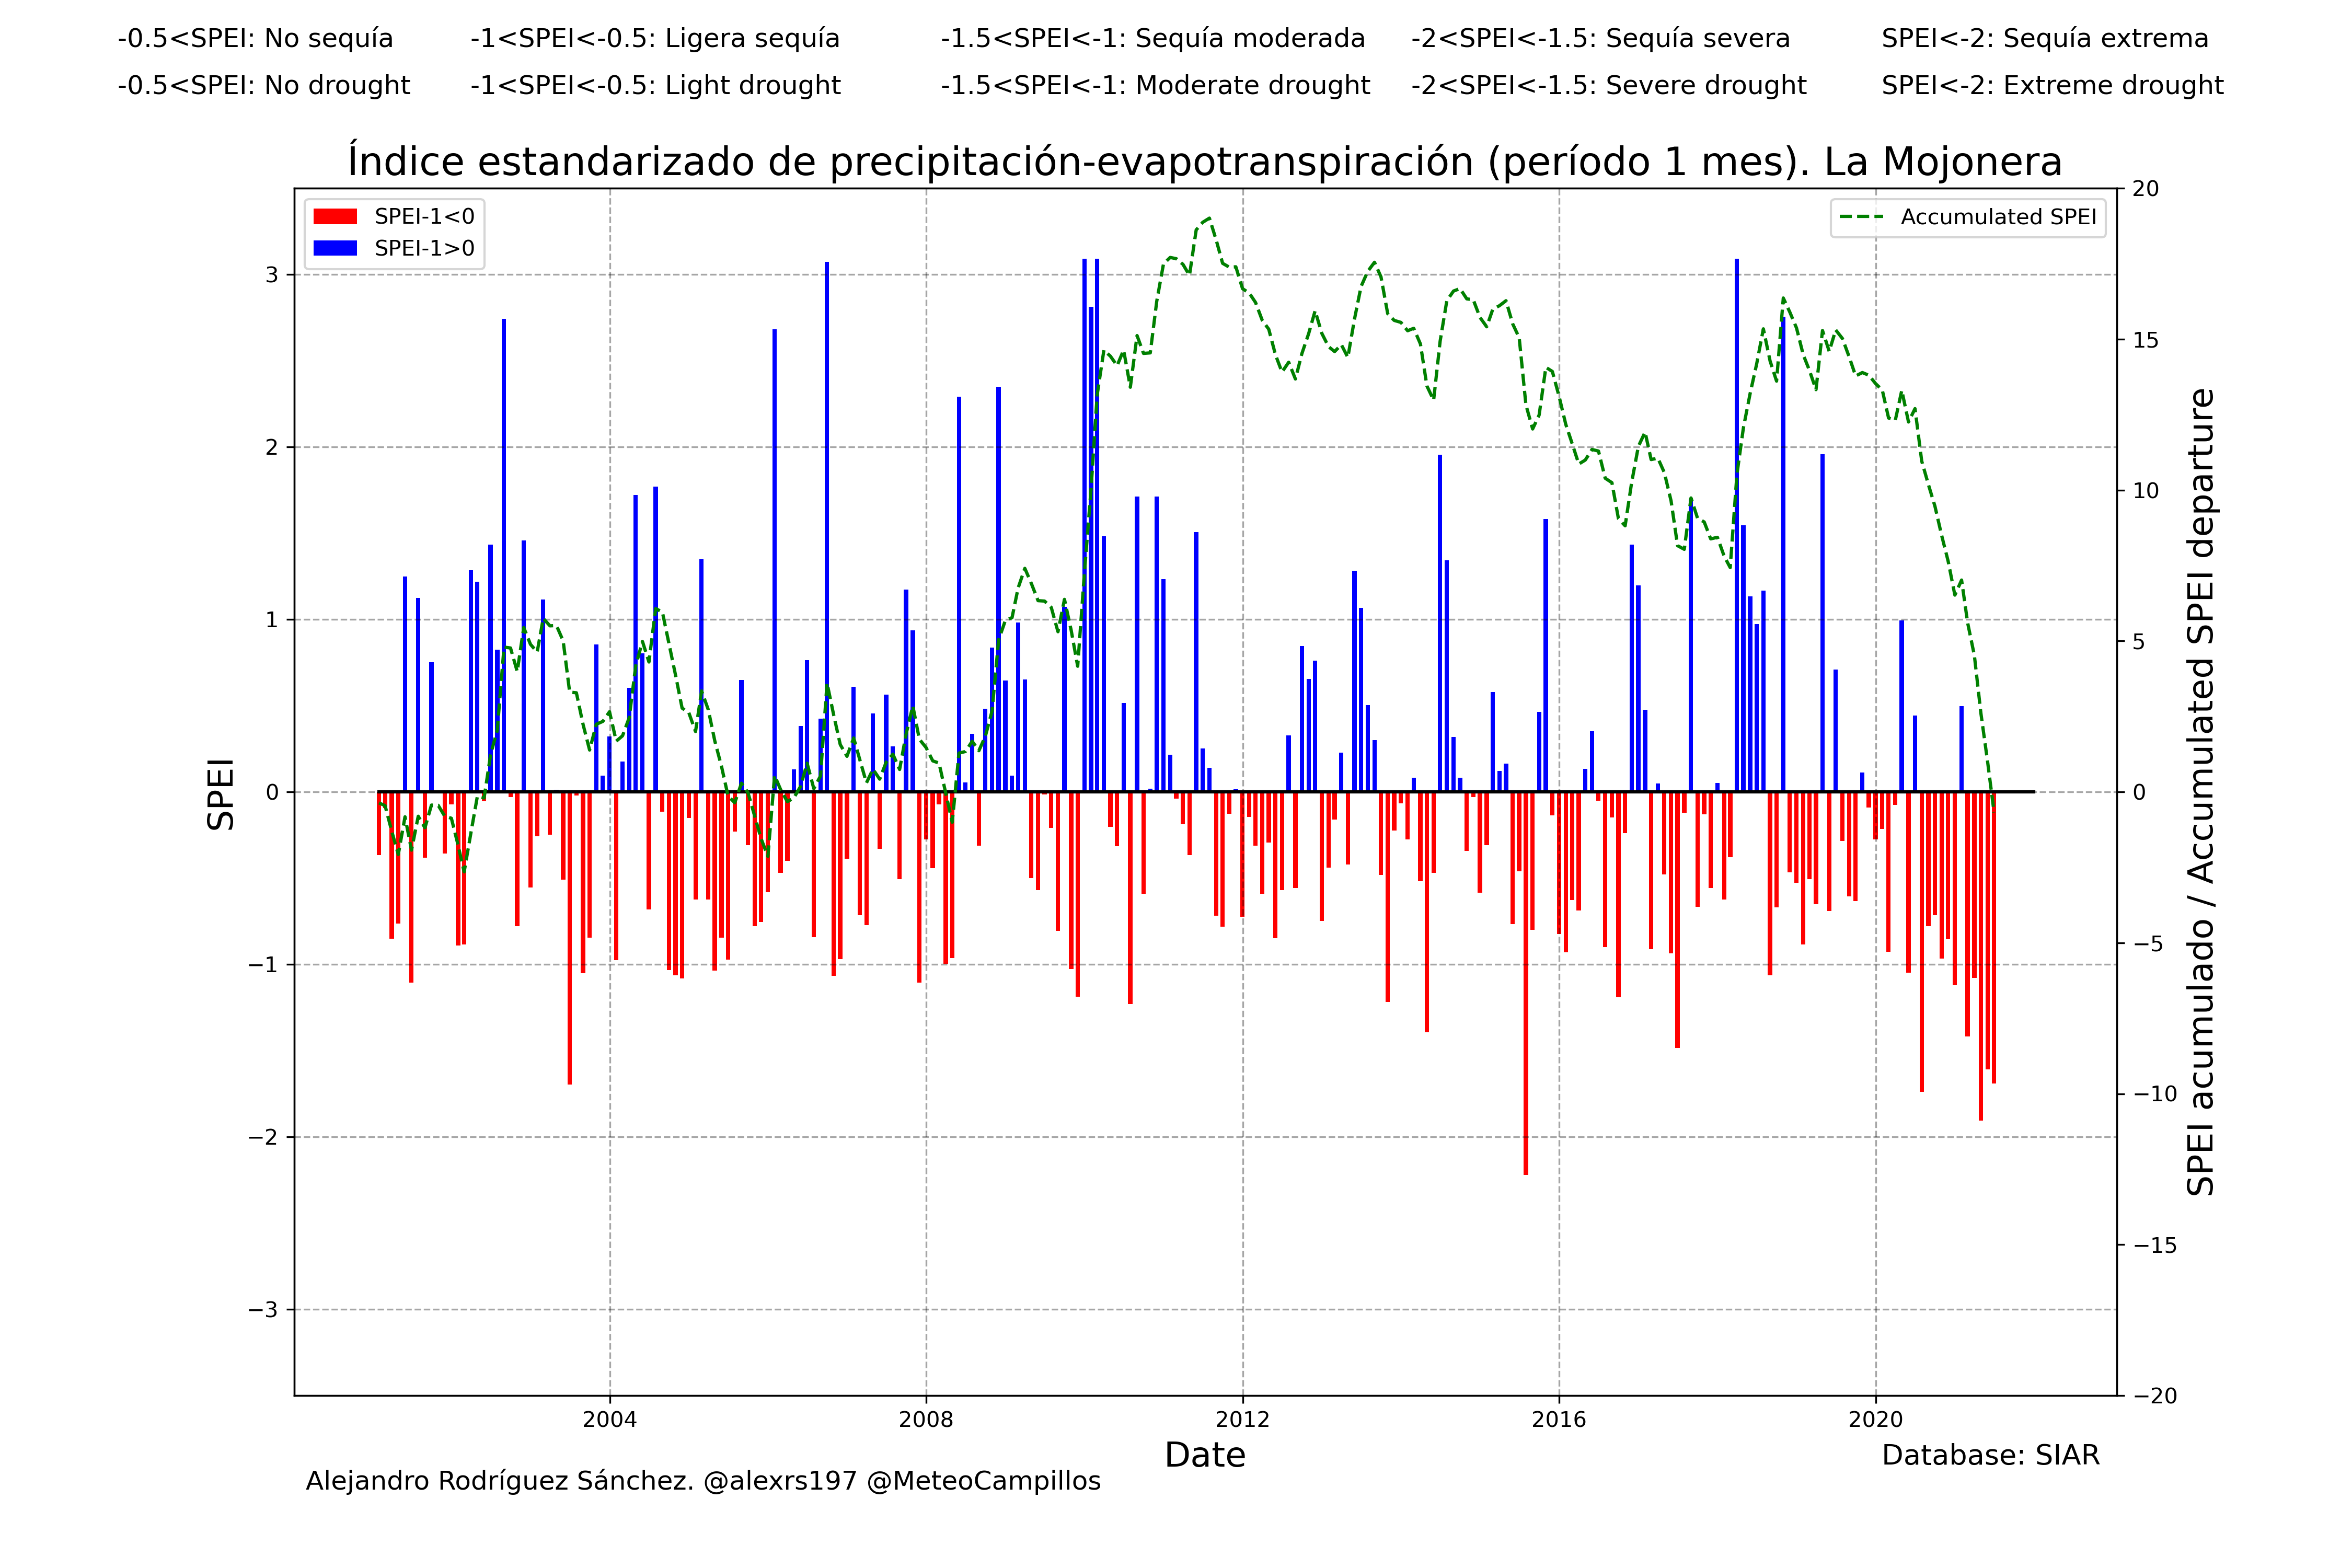 -0.5<SPEI: No sequía
-1<SPEI<-0.5: Ligera sequía
-1.5<SPEI<-1: Sequía moderada
-2<SPEI<-1.5: Sequía severa
SPEI<-2: Sequía extrema
-0.5<SPEI: No drought
-1<SPEI<-0.5: Light drought
-1.5<SPEI<-1: Moderate drought
-2<SPEI<-1.5: Severe drought
SPEI<-2: Extreme drought
Índice estandarizado de precipitación-evapotranspiración (período 1 mes). La Mojonera
SPEI-1<0
SPEI-1>0
Accumulated SPEI
SPEI
3
2
1
0
−1
−2
−3
20
15
10
5
0
−5
−10
−15
−20
SPEI acumulado / Accumulated SPEI departure
2004
2008
2012
2016
2020
Date
Database: SIAR
Alejandro Rodríguez Sánchez. @alexrs197 @MeteoCampillos